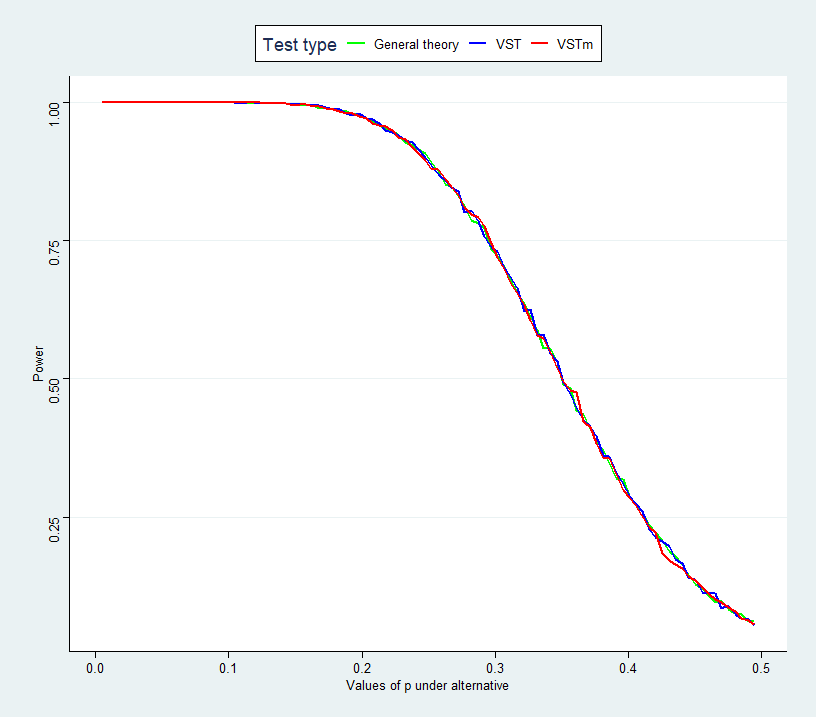 Test type General theory VST VSTm
1.00
0.75
0.50
0.25
Power
0.0 0.1 0.2 0.3 0.4 0.5
Values of p under alternative